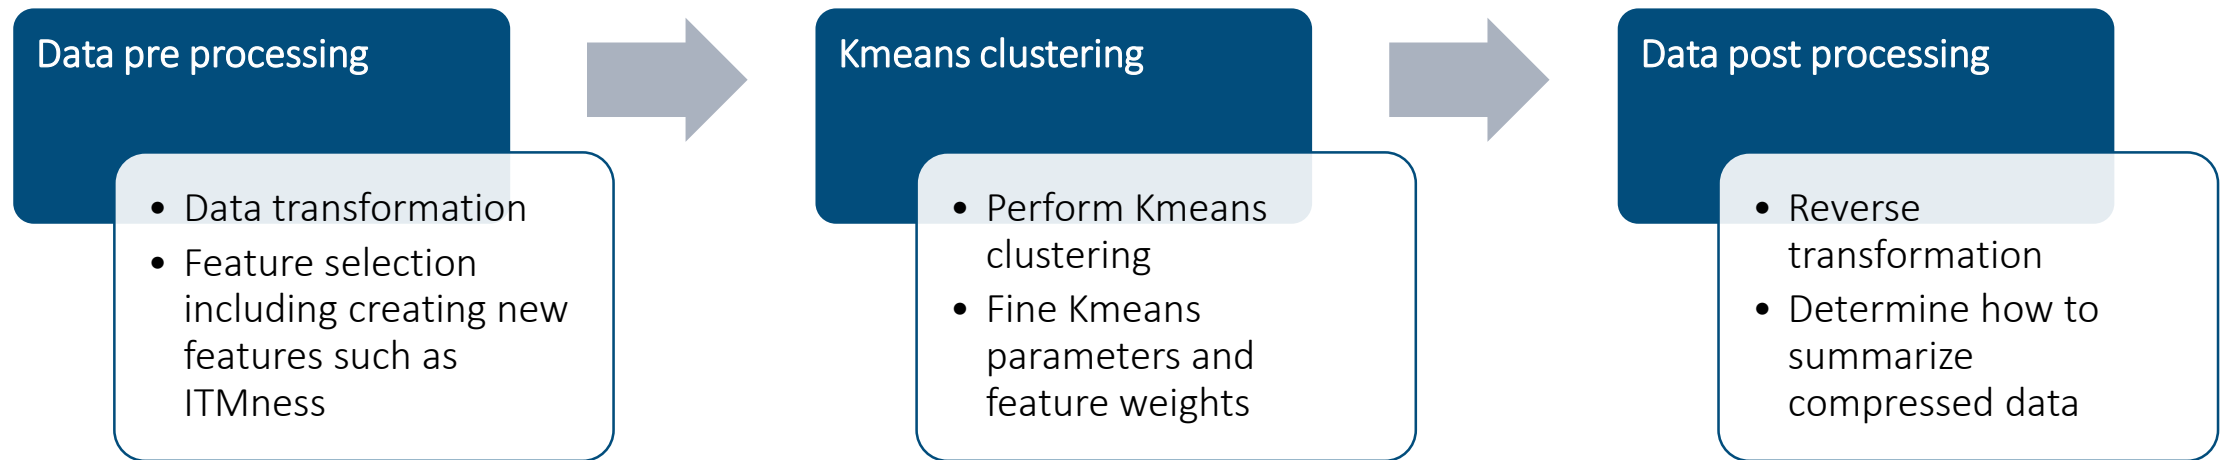 Data pre processing
• Data transformation
• Feature selection
including creating new
features such as
ITMness
Kmeans clustering
• Perform Kmeans
clustering
• Fine Kmeans
parameters and
feature weights
Data post processing
• Reverse
transformation
• Determine how to
summarize
compressed data